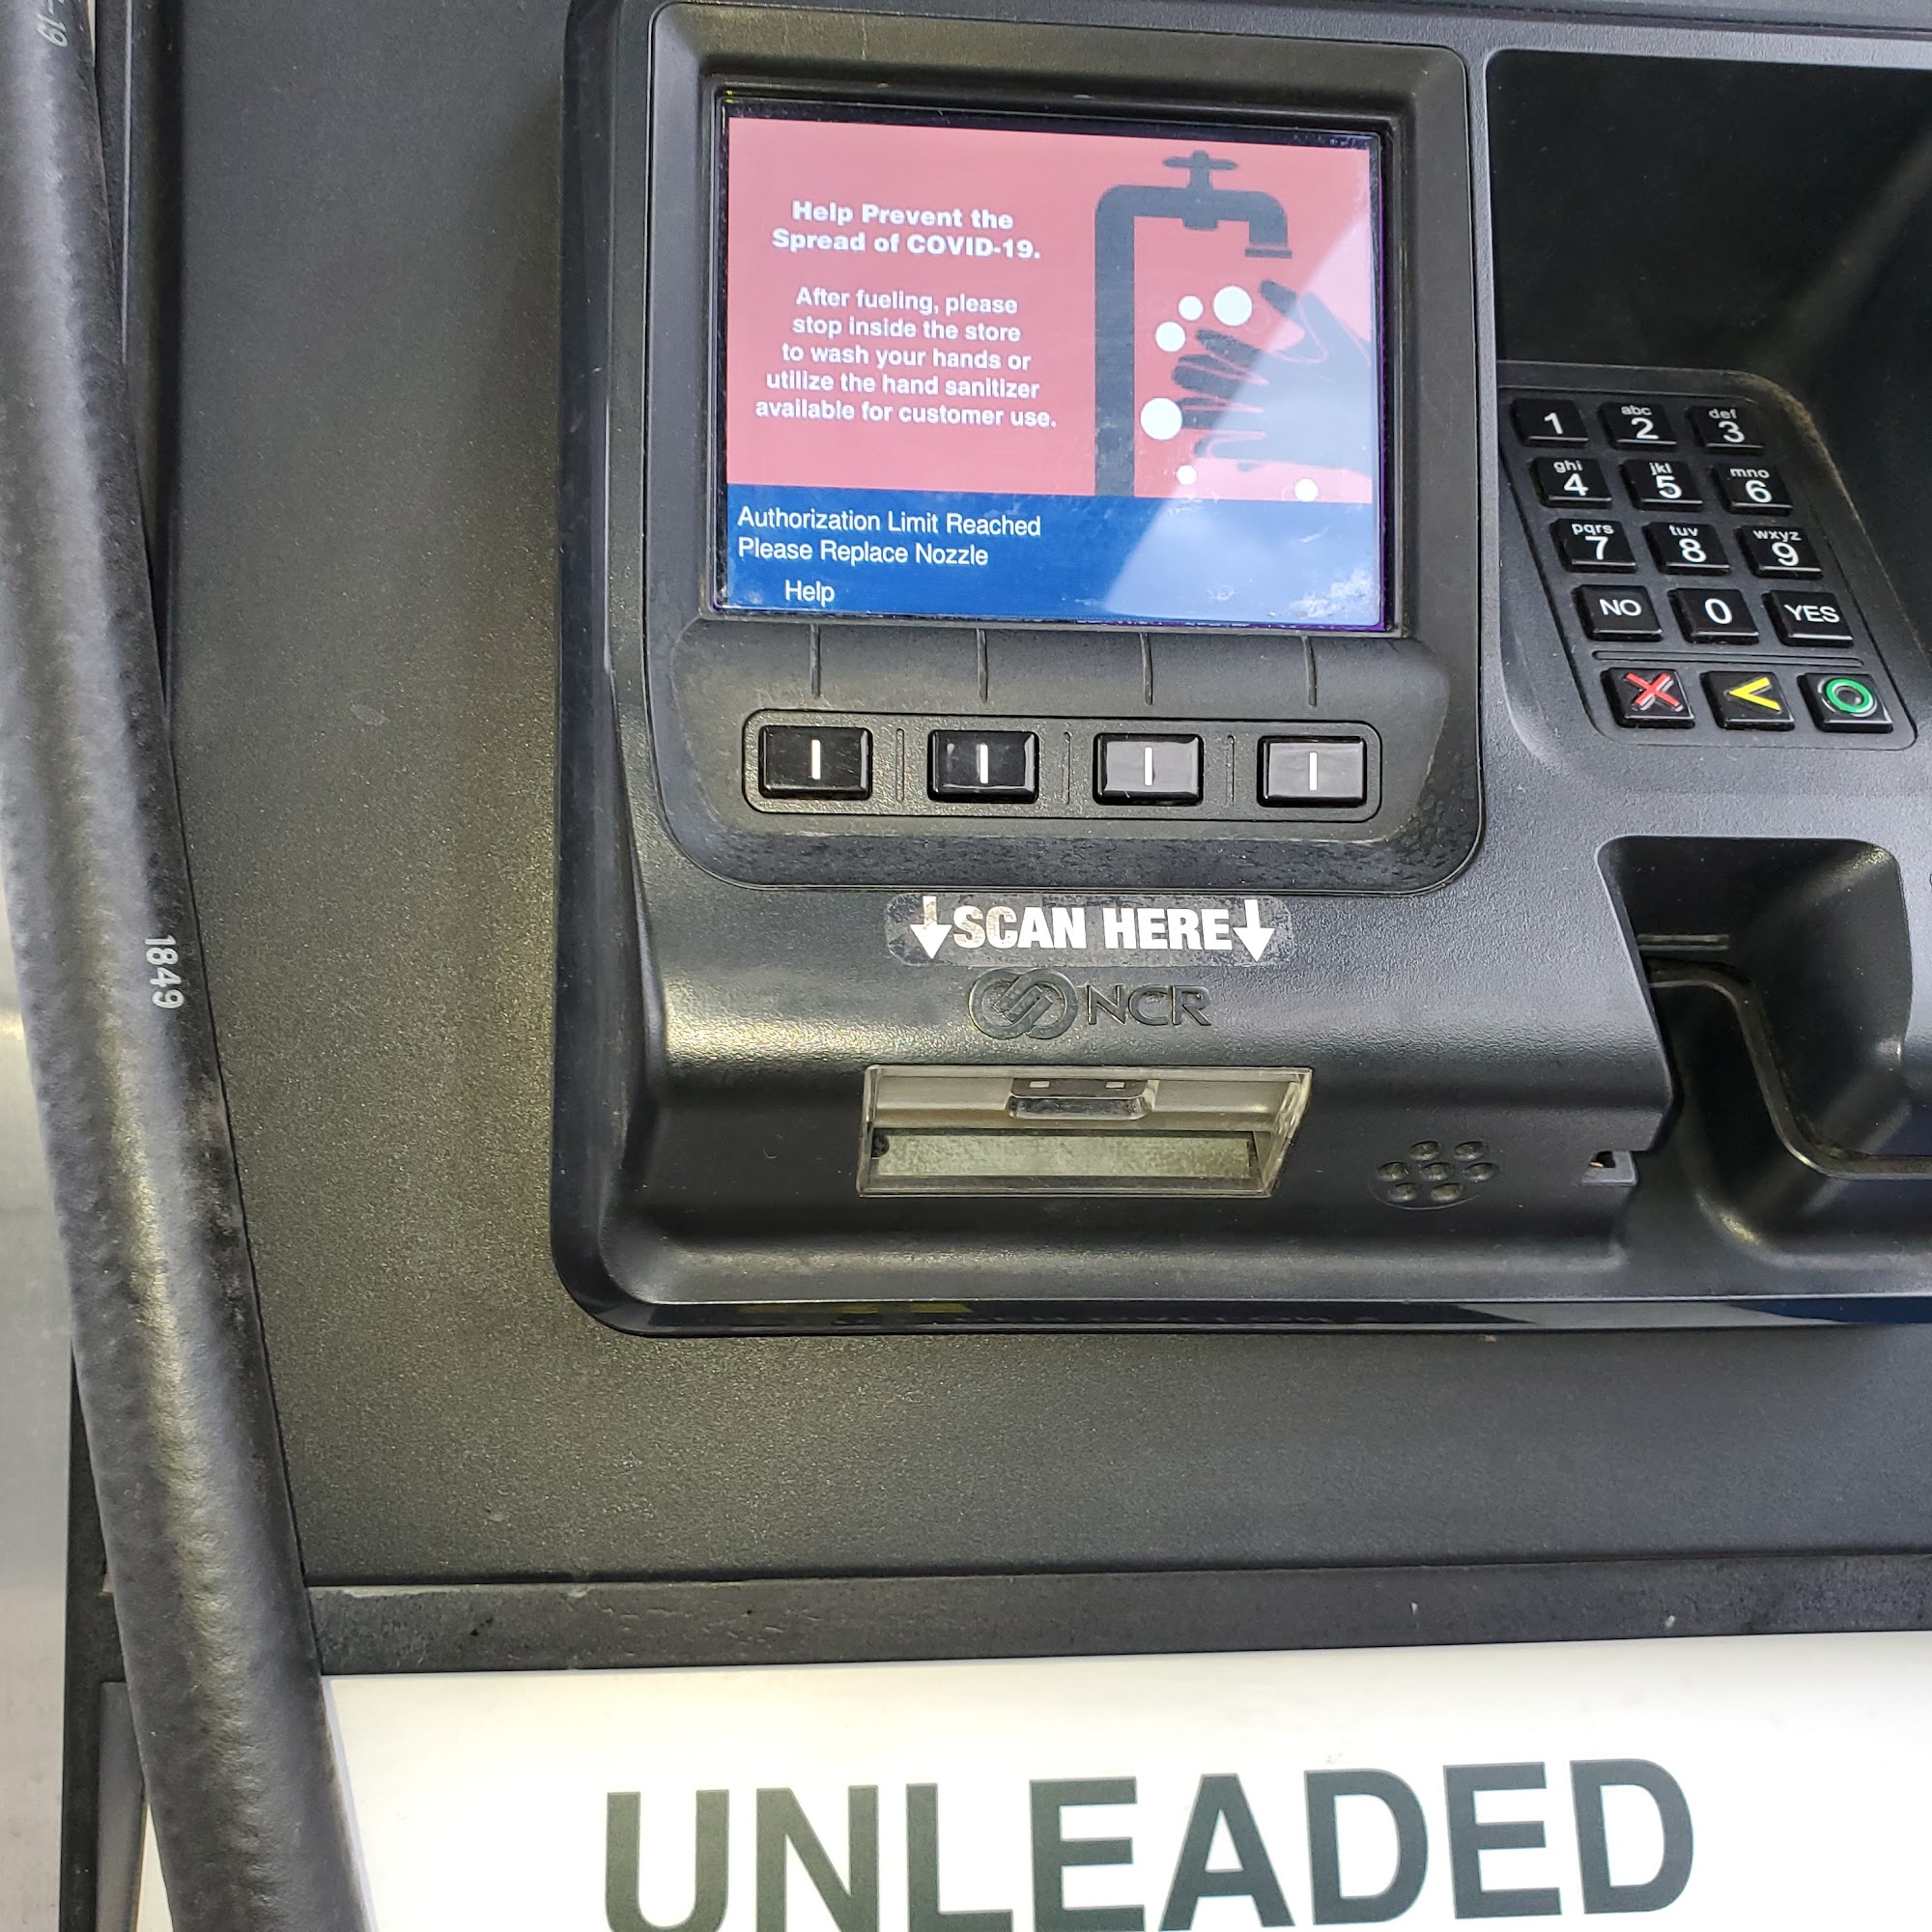 -19
Help Prevent the
Spread of COVID-19.
After fueling, please
stop inside the store
to wash your hands or
utilize the hand sanitizer
available for customer use.
Authorization Limit Reached
Please Replace Nozzle
Help
1
abc
2
def
3
ghi
4
jkl
5
mno
6
pqrs
7
tuv
8
wxyz
9
NO
0
YES
SCAN HERE
NCR
1849
UNLEADED